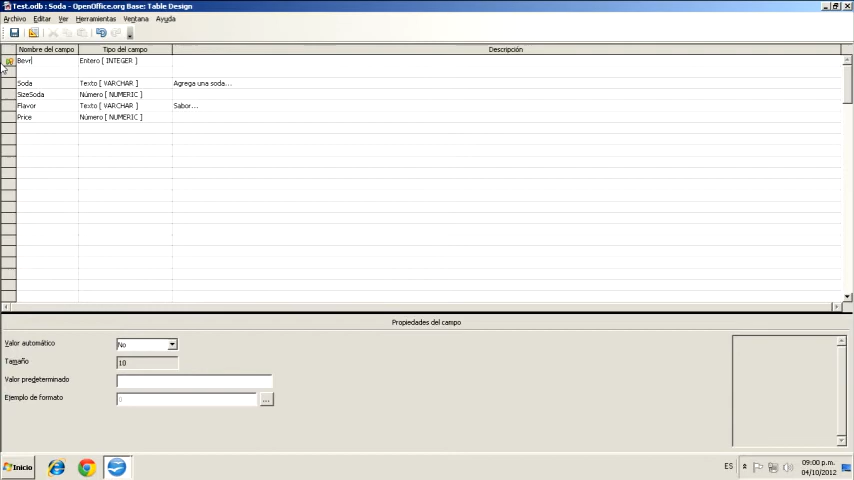 Test.odb : Soda - OpenOffice.org Base: Table Design
Archivo Editar Ver Herramientas Ventana Ayuda
Nombre del campo Tipo del campo Descripción
Bevr Entero [ INTEGER ]
Soda Texto [ VARCHAR ] Agrega una soda...
SizeSoda Número [ NUMERIC ]
Flavor Texto [ VARCHAR ] Sabor...
Price Número [ NUMERIC ]
Propiedades del campo
Valor automático No
Tamaño 10
Valor predeterminado
Ejemplo de formato 0 ...
Inicio ES 09:00 p.m.
04/10/2012